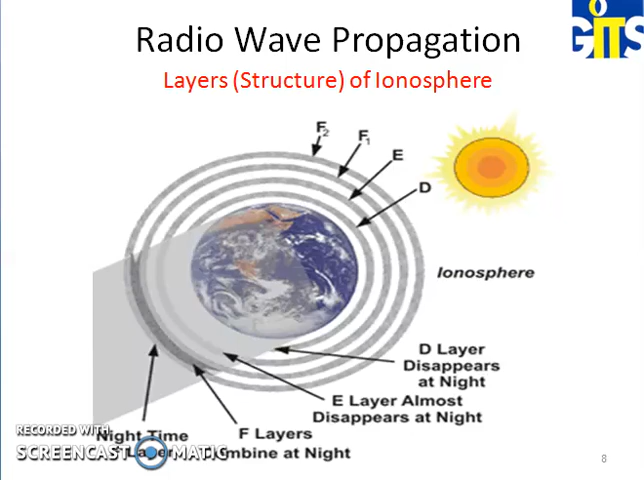 Radio Wave Propagation
GITS
Layers (Structure) of Ionosphere
F2
F1
E
D
Ionosphere
D Layer
Disappears
at Night
E Layer Almost
Disappears at Night
F Layers
Combine at Night
Night Time
RECORDED WITH
SCREENCAST MATIC
8